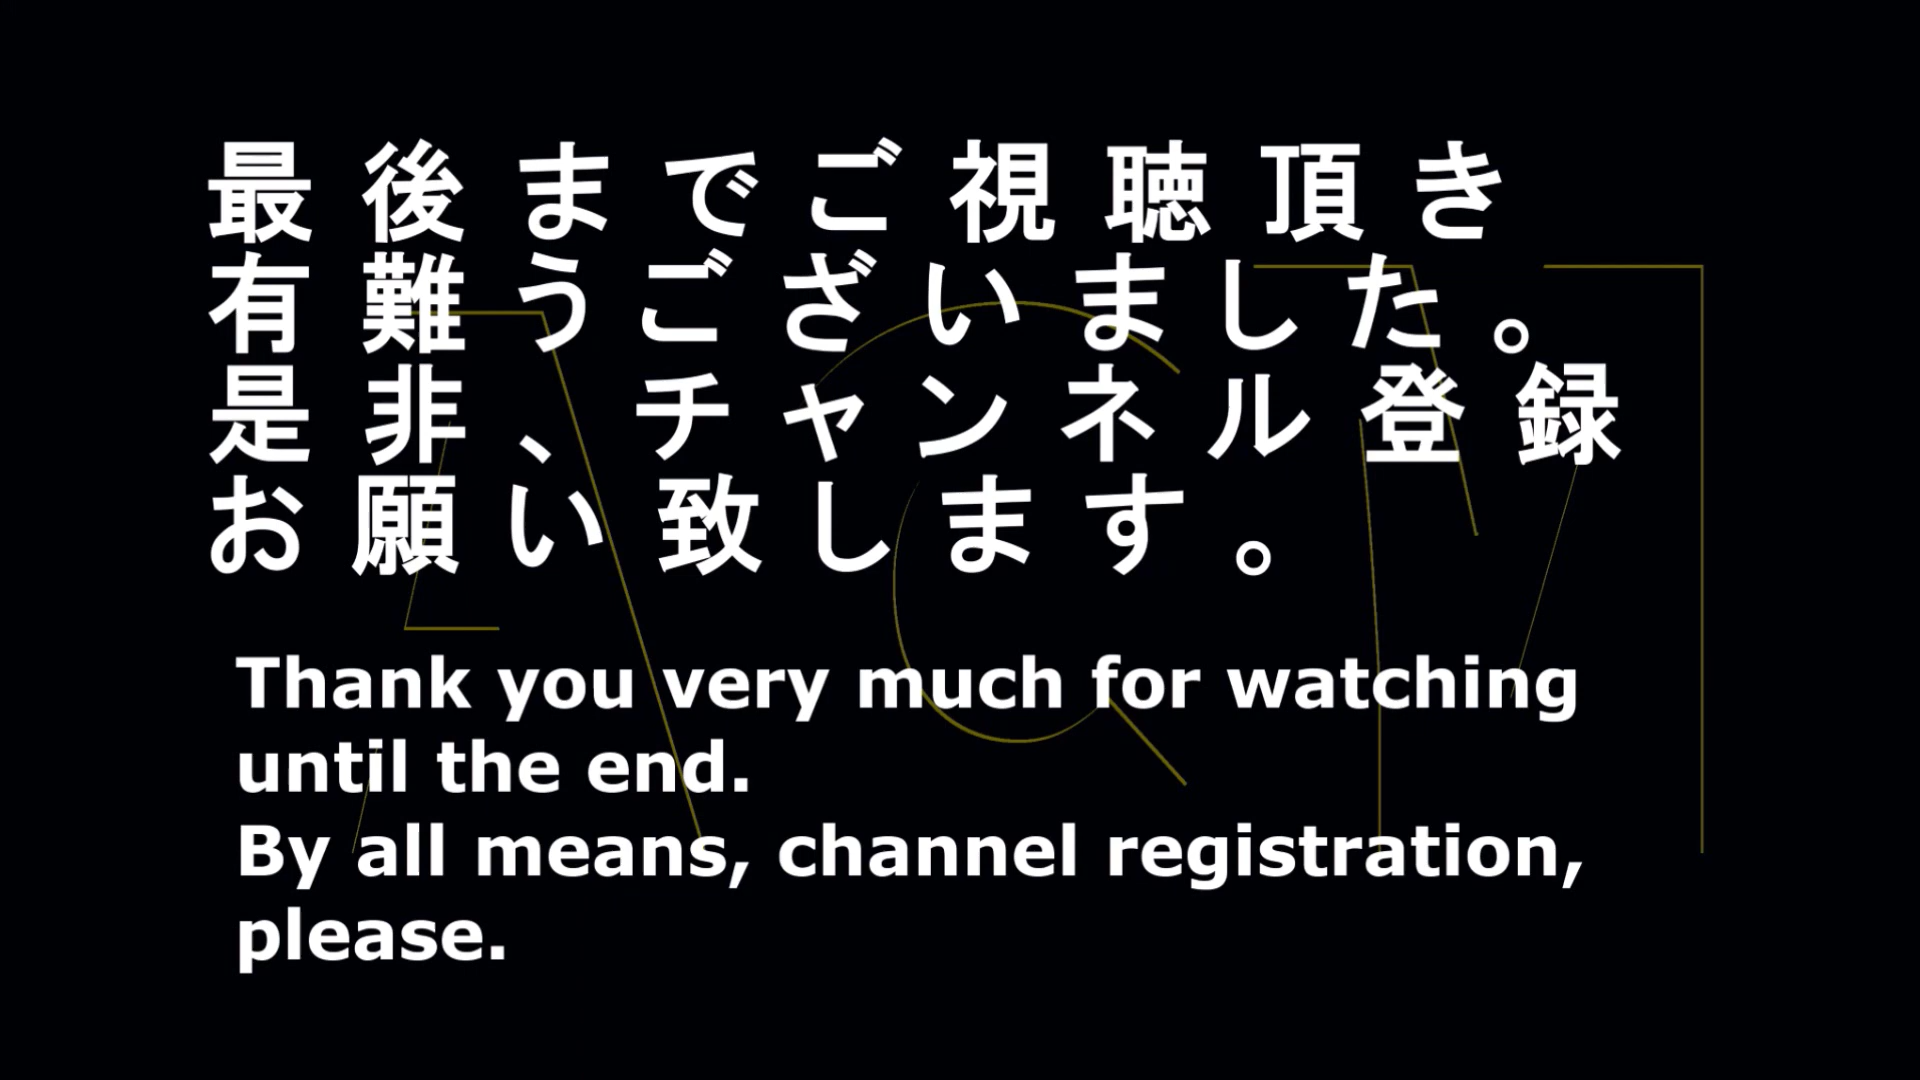 最後までご視聴頂き
有難うございました。
是非、チャンネル登録
お願い致します。
Thank you very much for watching
until the end.
By all means, channel registration,
please.